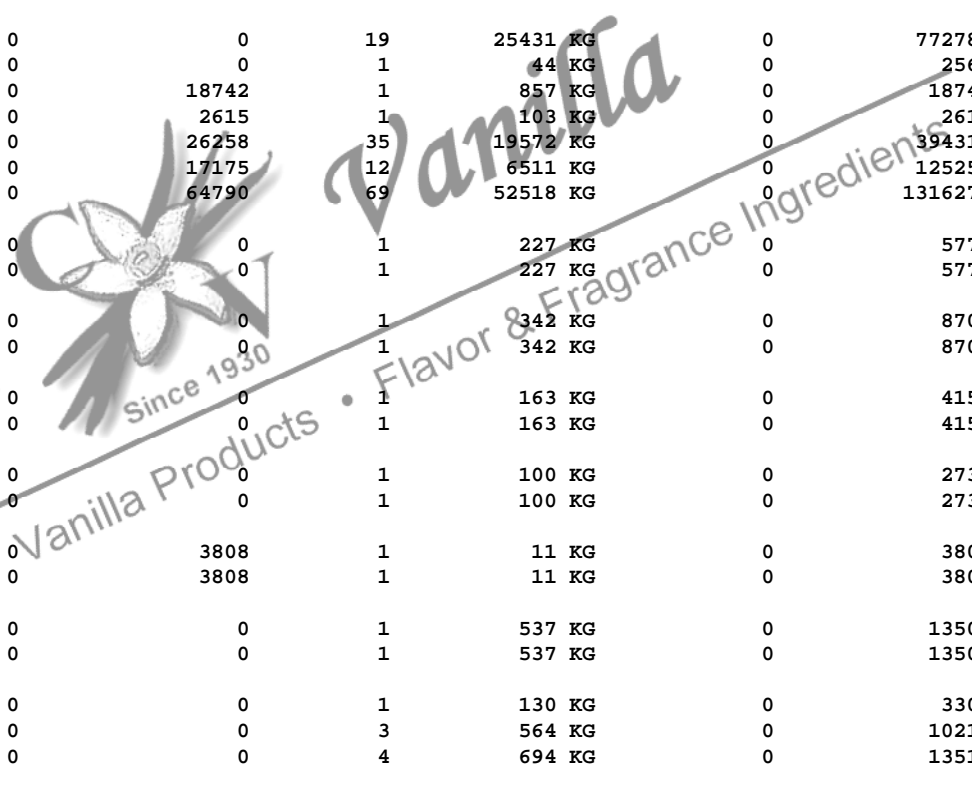 0 0 19 25431 KG 0 77278
0 0 1 44 KG 0 256
0 18742 1 857 KG 0 1874
0 2615 1 103 KG 0 261
0 26258 35 19572 KG 0 39431
0 17175 12 6511 KG 0 12525
0 64790 69 52518 KG 0 131627
0 0 1 227 KG 0 577
0 0 1 227 KG 0 577
0 0 1 342 KG 0 870
0 0 1 342 KG 0 870
0 0 1 163 KG 0 415
0 0 1 163 KG 0 415
0 0 1 100 KG 0 273
0 0 1 100 KG 0 273
0 3808 1 11 KG 0 380
0 3808 1 11 KG 0 380
0 0 1 537 KG 0 1350
0 0 1 537 KG 0 1350
0 0 1 130 KG 0 330
0 0 3 564 KG 0 1021
0 0 4 694 KG 0 1351
Vanilla
C N
Since 1930
Vanilla Products • Flavor & Fragrance Ingredients